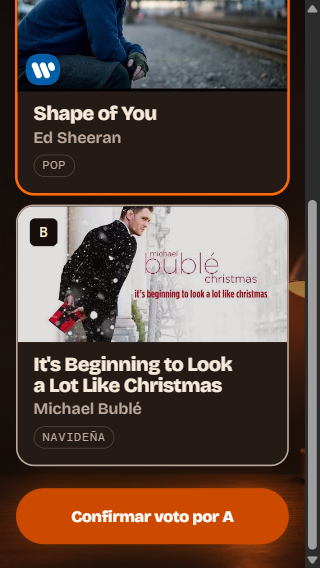 Shape of You
Ed Sheeran
POP
B
michael
bublé
christmas
it's beginning to look a lot like christmas
It's Beginning to Look
a Lot Like Christmas
Michael Bublé
NAVIDEÑA
Confirmar voto por A